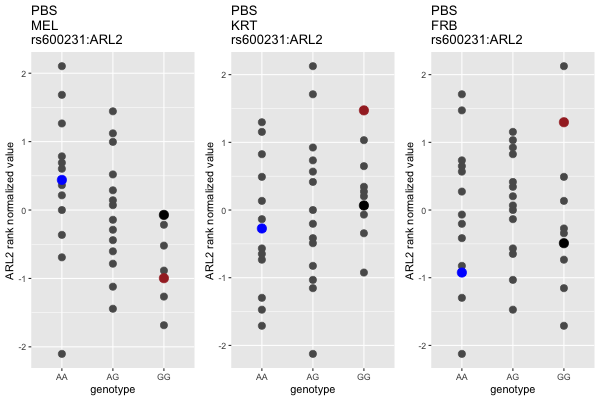 PBS
MEL
rs600231:ARL2
ARL2 rank normalized value
2
1
0
-1
-2
AA
AG
GG
genotype
PBS
KRT
rs600231:ARL2
ARL2 rank normalized value
2
1
0
-1
-2
AA
AG
GG
genotype
PBS
FRB
rs600231:ARL2
ARL2 rank normalized value
2
1
0
-1
-2
AA
AG
GG
genotype